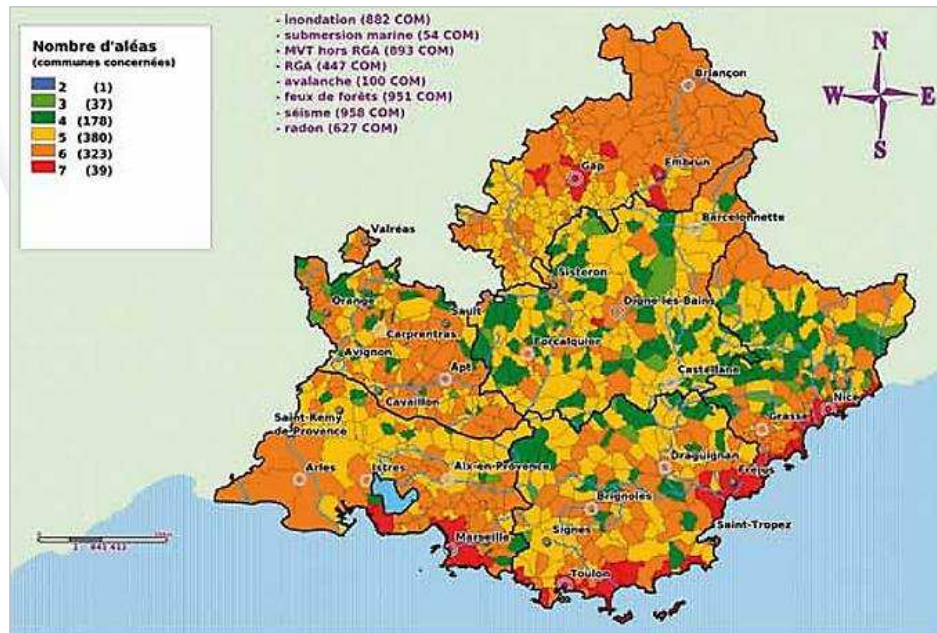 - inondation (882 COM)
- submersion marine (54 COM)
- MVT hors RGA (893 COM)
- RGA (447 COM)
- avalanche (100 COM)
- feux de forêts (951 COM)
- séisme (958 COM)
- radon (627 COM)
Nombre d'aléas
(communes concernées)
2 (1)
3 (37)
4 (178)
5 (380)
6 (323)
7 (39)
N
W E
S
Briançon
Gap
Embrun
Barcelonnette
Valréas
Sisteron
Orange
Sault
Digne les Bains
Carprentras
Forcalquier
Avignon
Apt
Castellane
Cavaillon
Nice
Grasse
Saint-Remy
de-Provence
Draguignan
Arles
Istres
Aix-en-Provence
Fréjus
Brignoles
Saint-Tropez
Marseille
Signes
Toulon